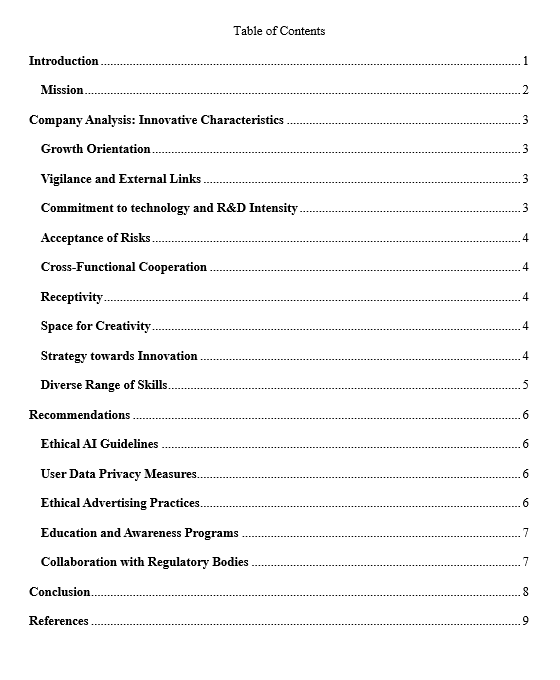 Table of Contents
Introduction ........ 1
Mission ........ 2
Company Analysis: Innovative Characteristics ........ 3
Growth Orientation ........ 3
Vigilance and External Links ........ 3
Commitment to technology and R&D Intensity ........ 3
Acceptance of Risks ........ 4
Cross-Functional Cooperation ........ 4
Receptivity ........ 4
Space for Creativity ........ 4
Strategy towards Innovation ........ 4
Diverse Range of Skills ........ 5
Recommendations ........ 6
Ethical AI Guidelines ........ 6
User Data Privacy Measures ........ 6
Ethical Advertising Practices ........ 6
Education and Awareness Programs ........ 7
Collaboration with Regulatory Bodies ........ 7
Conclusion ........ 8
References ........ 9